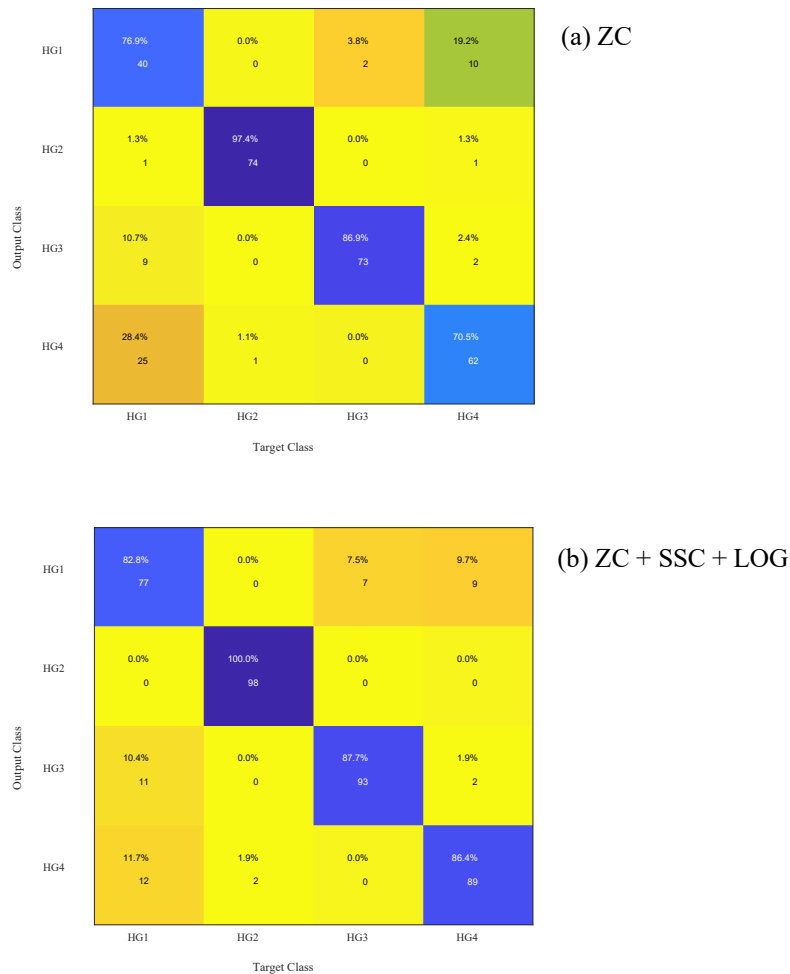 (a) ZC
HG1
76.9% 0.0% 3.8% 19.2%
40 0 2 10
HG2
1.3% 97.4% 0.0% 1.3%
1 74 0 1
HG3
10.7% 0.0% 86.9% 2.4%
9 0 73 2
HG4
28.4% 1.1% 0.0% 70.5%
25 1 0 62
Output Class
HG1 HG2 HG3 HG4
Target Class
(b) ZC + SSC + LOG
HG1
82.8% 0.0% 7.5% 9.7%
77 0 7 9
HG2
0.0% 100.0% 0.0% 0.0%
0 98 0 0
HG3
10.4% 0.0% 87.7% 1.9%
11 0 93 2
HG4
11.7% 1.9% 0.0% 86.4%
12 2 0 89
Output Class
HG1 HG2 HG3 HG4
Target Class